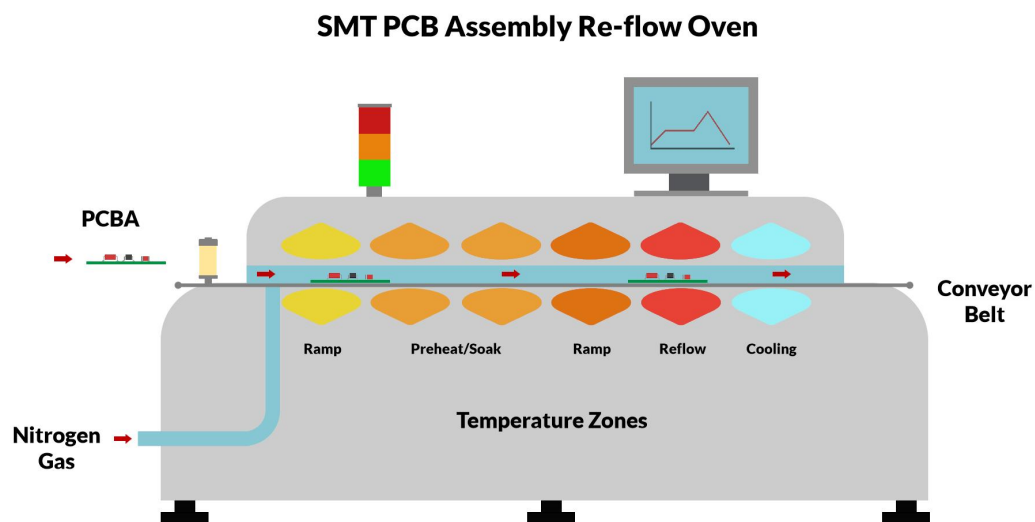 SMT PCB Assembly Re-flow Oven
PCBA
Conveyor
Belt
Ramp
Preheat/Soak
Ramp
Reflow
Cooling
Temperature Zones
Nitrogen
Gas